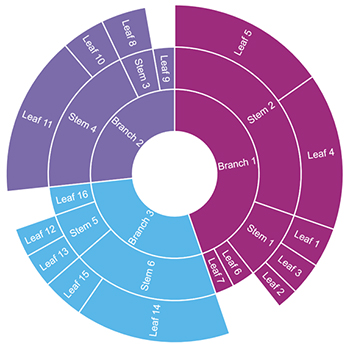 Leaf 5
Leaf 8
Leaf 10
Stem 3
Leaf 9
Stem 2
Leaf 11
Stem 4
Branch 2
Branch 1
Leaf 4
Leaf 16
Branch 3
Leaf 12
Stem 5
Stem 1
Leaf 1
Leaf 13
Leaf 15
Stem 6
Leaf 7
Leaf 6
Leaf 3
Leaf 2
Leaf 14